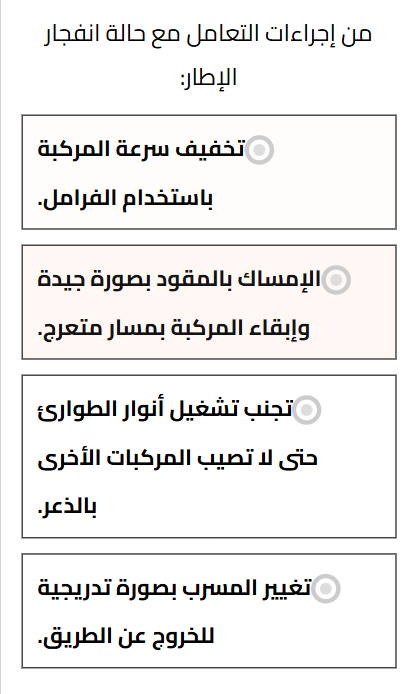 من إجراءات التعامل مع حالة انفجار
الإطار:
تخفيف سرعة المركبة
باستخدام الفرامل.
الإمساك بالمقود بصورة جيدة
وإبقاء المركبة بمسار متعرج.
تجنب تشغيل أنوار الطوارئ
حتى لا تصيب المركبات الأخرى
بالذعر.
تغيير المسرب بصورة تدريجية
للخروج عن الطريق.